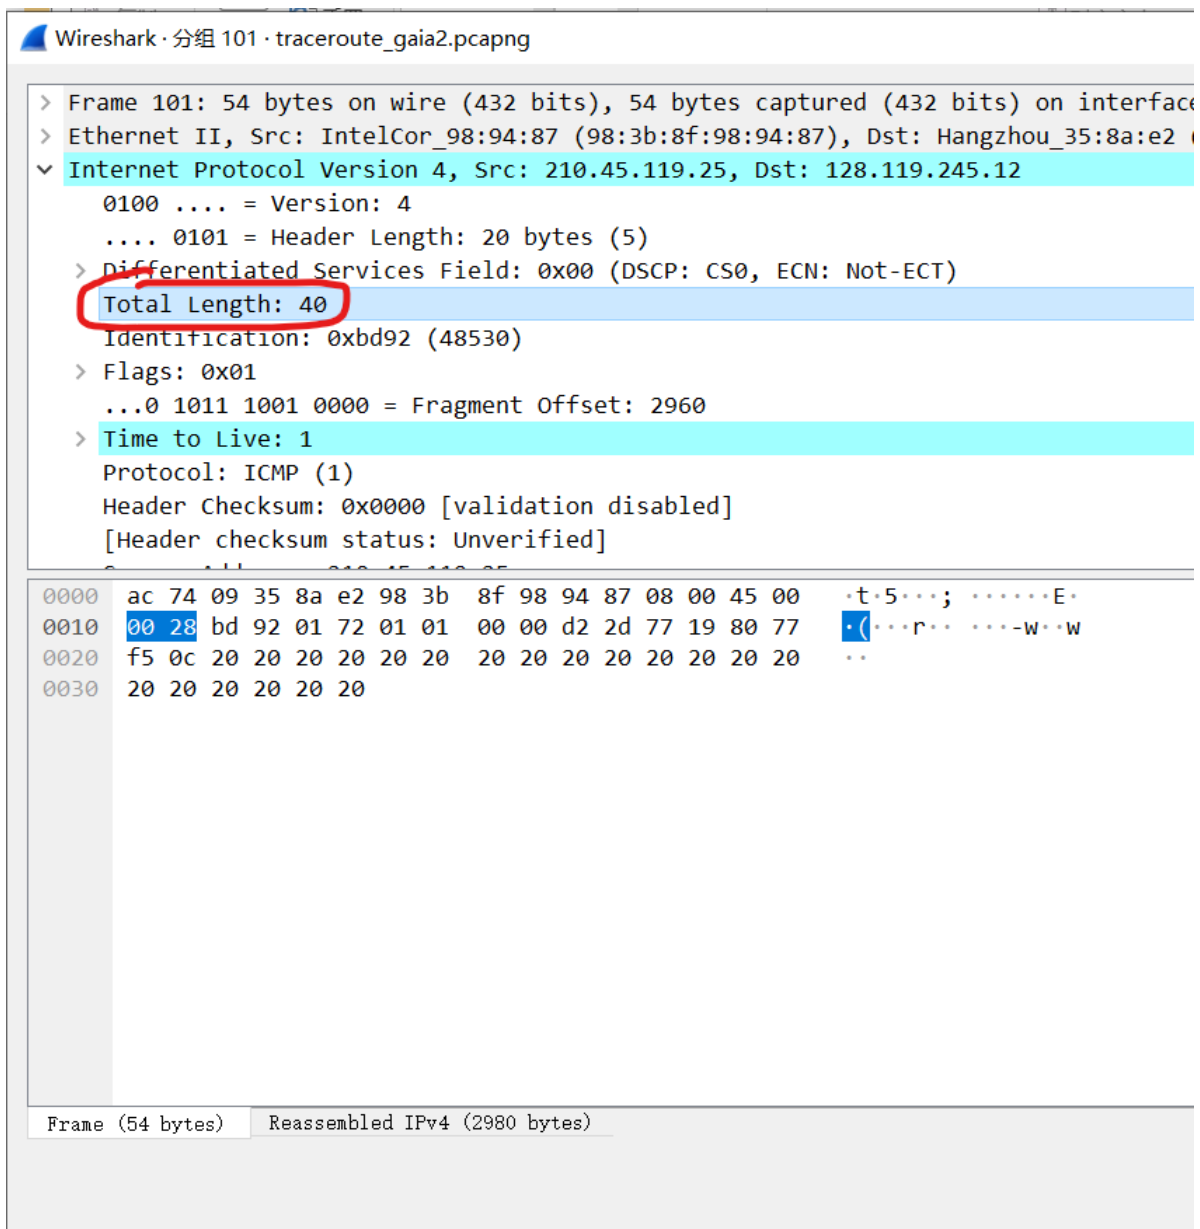 Wireshark · 分组 101 · traceroute_gaia2.pcapng
Frame 101: 54 bytes on wire (432 bits), 54 bytes captured (432 bits) on interface
Ethernet II, Src: IntelCor_98:94:87 (98:3b:8f:98:94:87), Dst: Hangzhou_35:8a:e2 (
Internet Protocol Version 4, Src: 210.45.119.25, Dst: 128.119.245.12
0100 .... = Version: 4
.... 0101 = Header Length: 20 bytes (5)
Differentiated Services Field: 0x00 (DSCP: CS0, ECN: Not-ECT)
Total Length: 40
Identification: 0xbd92 (48530)
Flags: 0x01
...0 1011 1001 0000 = Fragment Offset: 2960
Time to Live: 1
Protocol: ICMP (1)
Header Checksum: 0x0000 [validation disabled]
[Header checksum status: Unverified]
0000 ac 74 09 35 8a e2 98 3b 8f 98 94 87 08 00 45 00 ·t·5···; ······E·
0010 00 28 bd 92 01 72 01 01 00 00 d2 2d 77 19 80 77 ·(···r·· ···-w··w
0020 f5 0c 20 20 20 20 20 20 20 20 20 20 20 20 20 20 ··
0030 20 20 20 20 20 20
Frame (54 bytes) Reassembled IPv4 (2980 bytes)